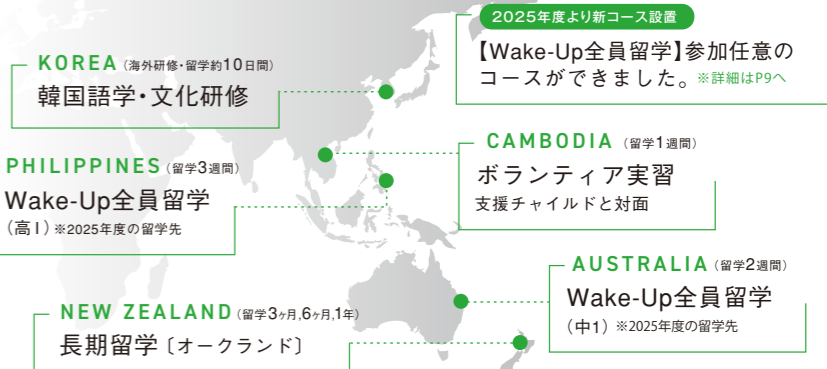 2025年度より新コース設置
【Wake-Up全員留学】参加任意の
コースができました。※詳細はP9へ
KOREA（海外研修・留学約10日間）
韓国語学・文化研修
CAMBODIA（留学1週間）
ボランティア実習
支援チャイルドと対面
PHILIPPINES（留学3週間）
Wake-Up全員留学
（高Ⅰ）※2025年度の留学先
AUSTRALIA（留学2週間）
Wake-Up全員留学
（中1）※2025年度の留学先
NEW ZEALAND（留学3ヶ月,6ヶ月,1年）
長期留学〔オークランド〕